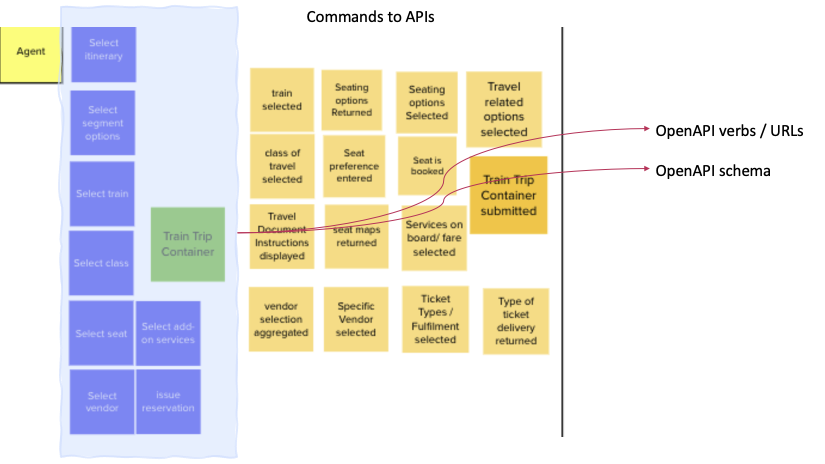 Commands to APIs
Agent
Select
itinerary
Select
segment
options
Select train
Select class
Select seat
Select add-
on services
Select
vendor
issue
reservation
Train Trip
Container
train
selected
Seating
options
Returned
Seating
options
Selected
Travel
related
options
selected
class of
travel
selected
Seat
preference
entered
Seat is
booked
Train Trip
Container
submitted
Travel
Document
Instructions
displayed
seat maps
returned
Services on
board/ fare
selected
vendor
selection
aggregated
Specific
Vendor
selected
Ticket
Types /
Fulfilment
selected
Type of
ticket
delivery
returned
OpenAPI verbs / URLs
OpenAPI schema